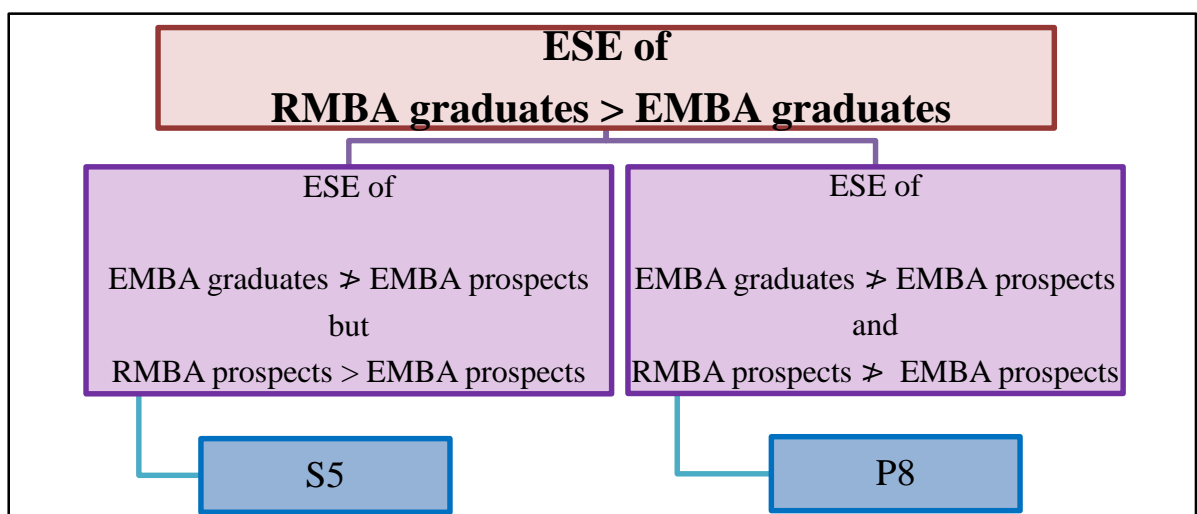 ESE of
RMBA graduates > EMBA graduates
ESE of
EMBA graduates ≯ EMBA prospects
but
RMBA prospects > EMBA prospects
S5
ESE of
EMBA graduates ≯ EMBA prospects
and
RMBA prospects ≯ EMBA prospects
P8